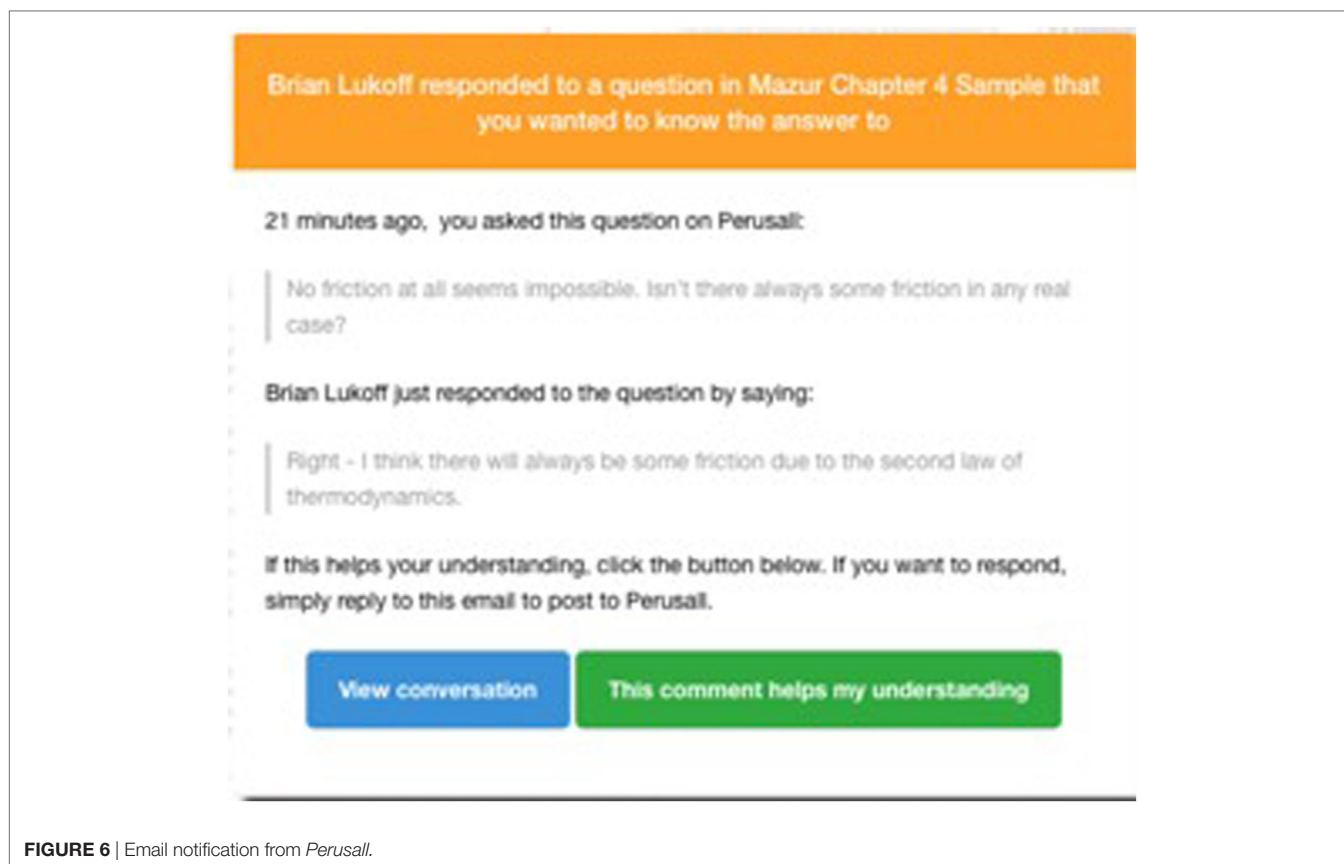 Brian Lukoff responded to a question in Mazur Chapter 4 Sample that
you wanted to know the answer to
21 minutes ago, you asked this question on Perusall:
No friction at all seems impossible. Isn't there always some friction in any real
case?
Brian Lukoff just responded to the question by saying:
Right - I think there will always be some friction due to the second law of
thermodynamics.
If this helps your understanding, click the button below. If you want to respond,
simply reply to this email to post to Perusall.
View conversation
This comment helps my understanding
FIGURE 6 | Email notification from Perusall.